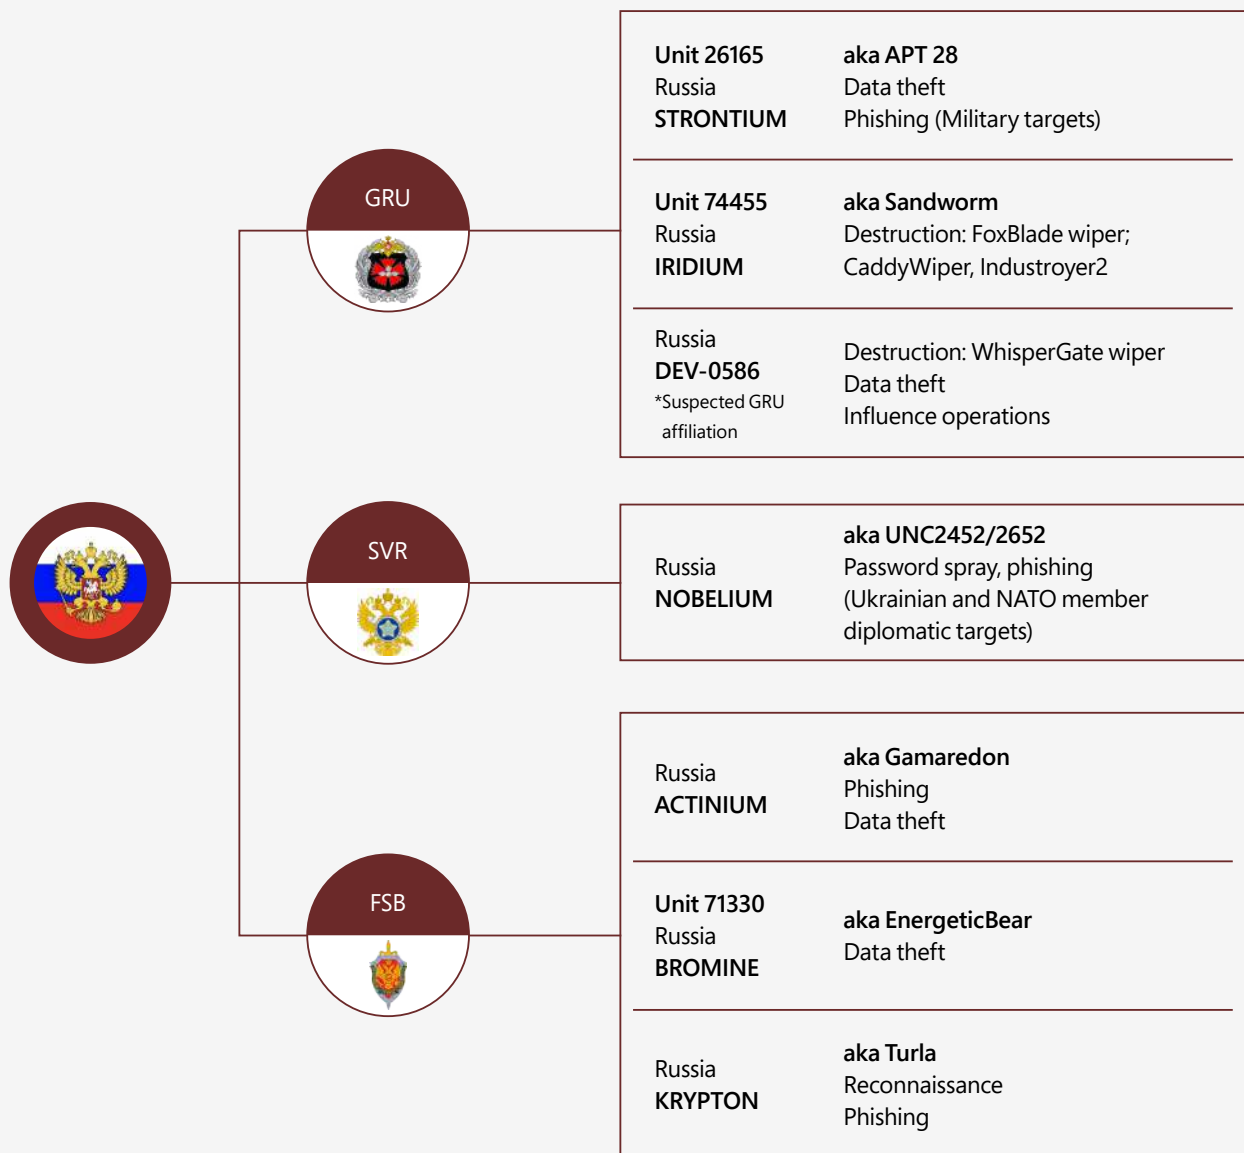 GRU
Unit 26165
Russia
STRONTIUM
aka APT 28
Data theft
Phishing (Military targets)
Unit 74455
Russia
IRIDIUM
aka Sandworm
Destruction: FoxBlade wiper;
CaddyWiper, Industroyer2
Russia
DEV-0586
*Suspected GRU
affiliation
Destruction: WhisperGate wiper
Data theft
Influence operations
SVR
Russia
NOBELIUM
aka UNC2452/2652
Password spray, phishing
(Ukrainian and NATO member
diplomatic targets)
FSB
Russia
ACTINIUM
aka Gamaredon
Phishing
Data theft
Unit 71330
Russia
BROMINE
aka EnergeticBear
Data theft
Russia
KRYPTON
aka Turla
Reconnaissance
Phishing